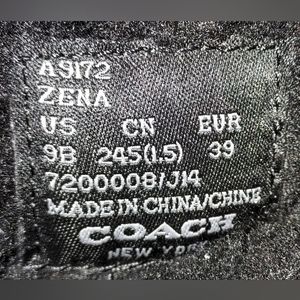 A9172
ZENA
US CN EUR
9B 245(1.5) 39
7200008/J14
MADE IN CHINA/CHINE
COACH
NEW YORK